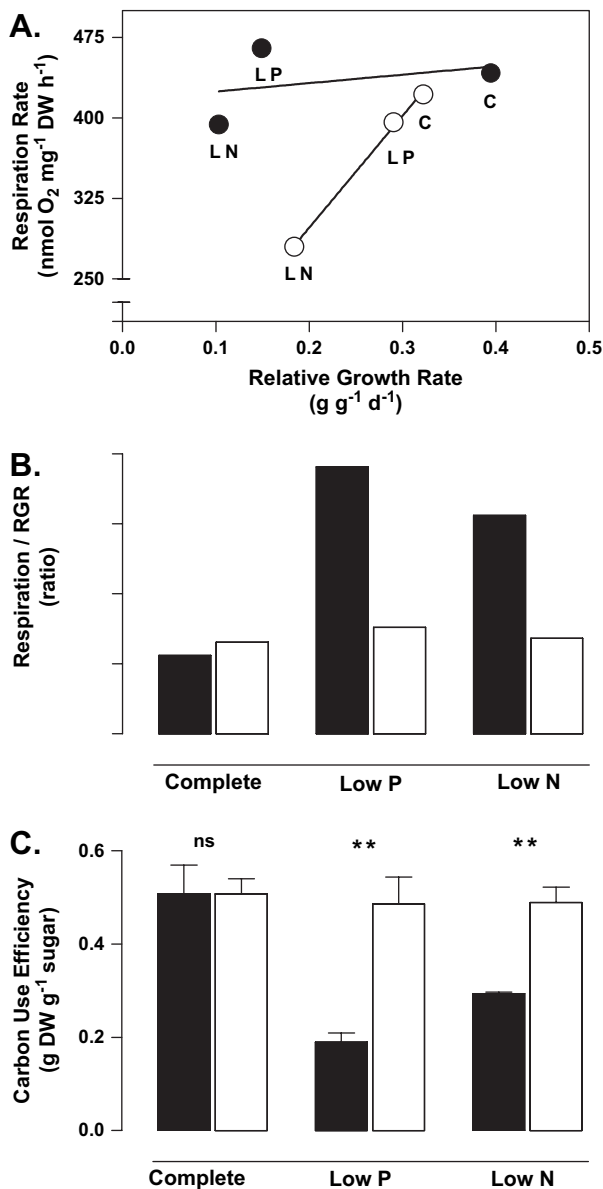 A.
Respiration Rate
(nmol O2 mg-1 DW h-1)
475
400
325
250
L P
L N
C
C
L P
L N
0.0 0.1 0.2 0.3 0.4 0.5
Relative Growth Rate
(g g-1 d-1)
B.
Respiration / RGR
(ratio)
Complete Low P Low N
C.
Carbon Use Efficiency
(g DW g-1 sugar)
0.6
0.4
0.2
0.0
ns ** **
Complete Low P Low N